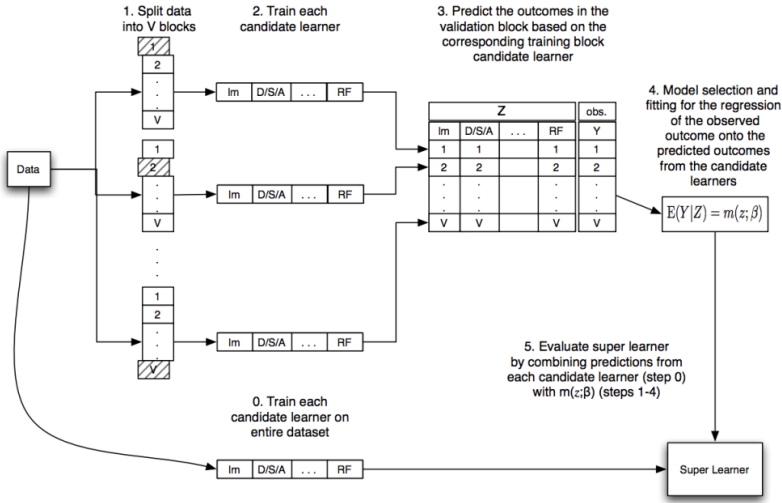 1. Split data
into V blocks
2. Train each
candidate learner
3. Predict the outcomes in the
validation block based on the
corresponding training block
candidate learner
4. Model selection and
fitting for the regression
of the observed
outcome onto the
predicted outcomes
from the candidate
learners
1
2
.
.
.
V
lm D/S/A . . . RF
Z obs.
lm D/S/A . . . RF Y
1 1 1 1
2 2 2 2
. . . .
. . . .
. . . .
V V V V
Data
1
2
.
.
.
V
lm D/S/A . . . RF
E(Y|Z) = m(z;β)
.
.
.
1
2
.
.
.
V
lm D/S/A . . . RF
5. Evaluate super learner
by combining predictions from
each candidate learner (step 0)
with m(z;β) (steps 1-4)
0. Train each
candidate learner on
entire dataset
lm D/S/A . . . RF
Super Learner